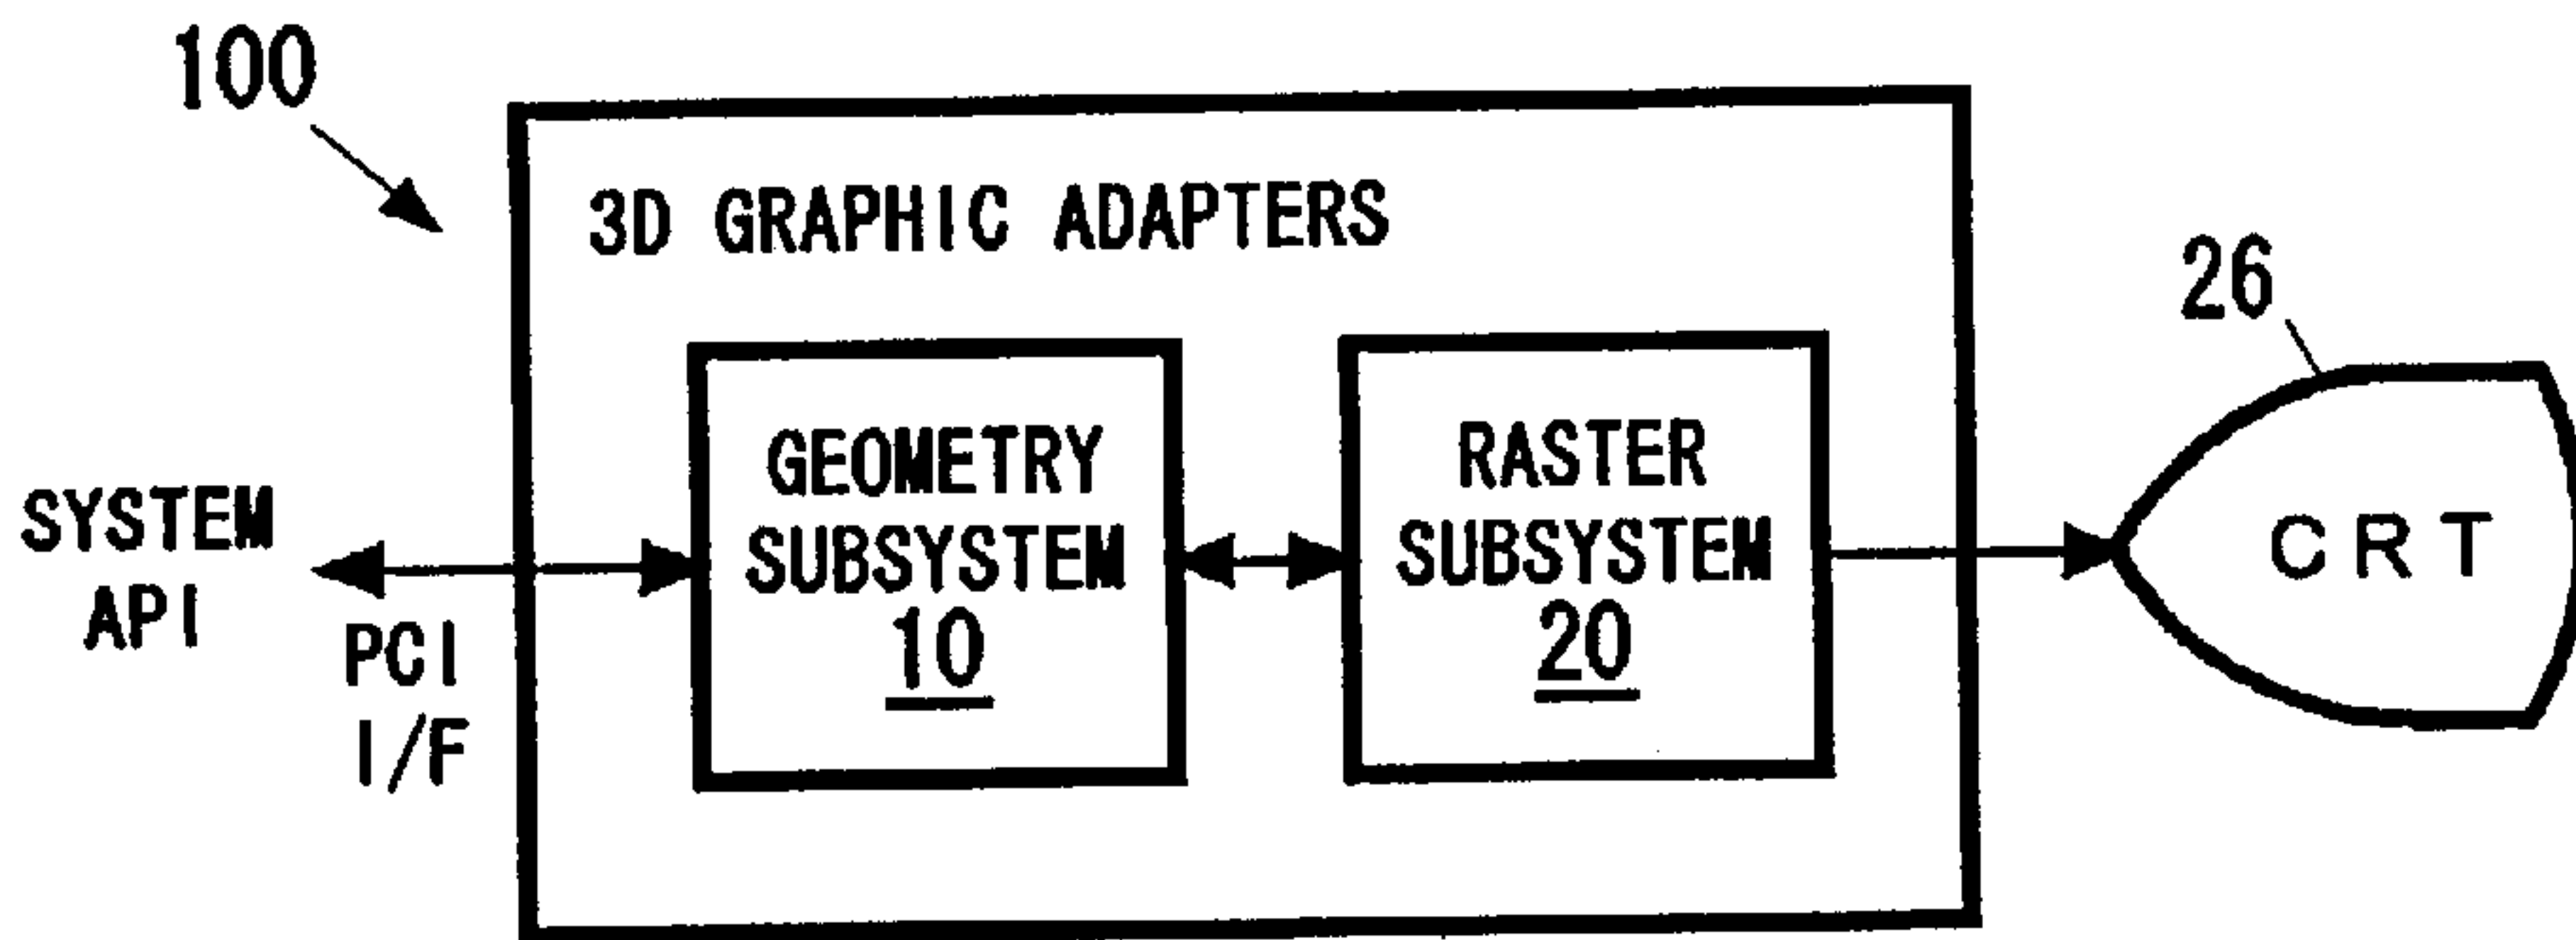 100
3D GRAPHIC ADAPTERS
26
SYSTEM
API
PCI
I/F
GEOMETRY
SUBSYSTEM
10
RASTER
SUBSYSTEM
20
CRT